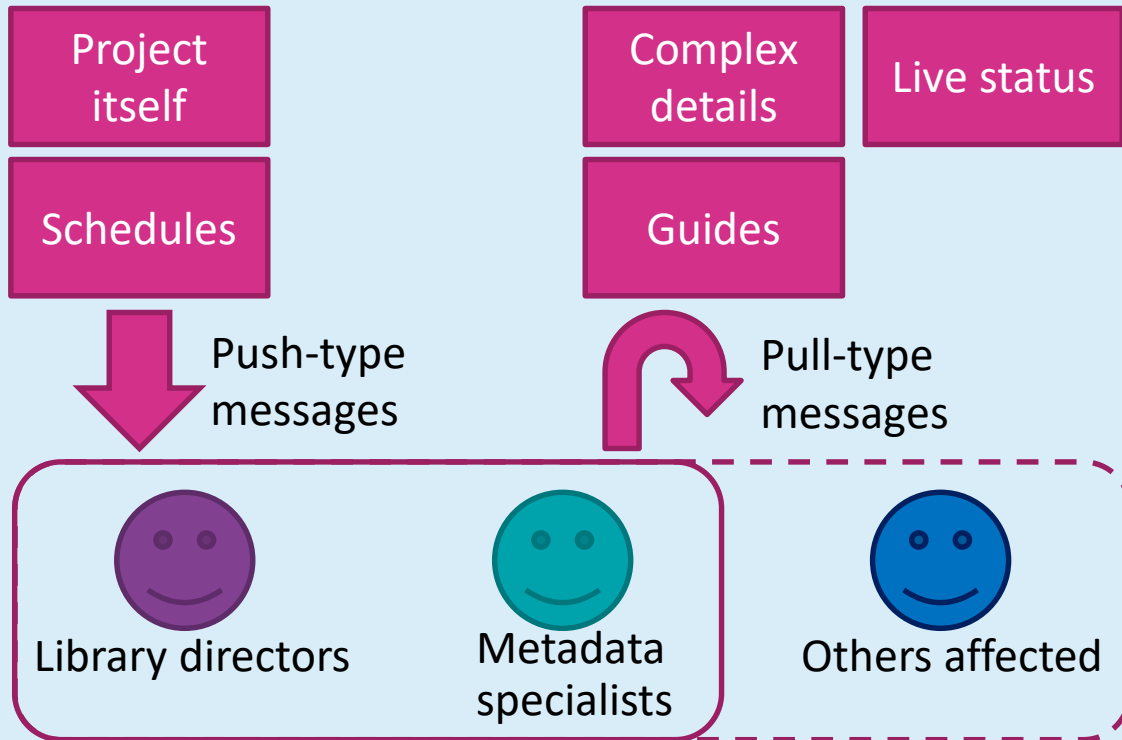 Project
itself
Complex
details
Live status
Schedules
Guides
Push-type
messages
Pull-type
messages
Library directors
Metadata
specialists
Others affected